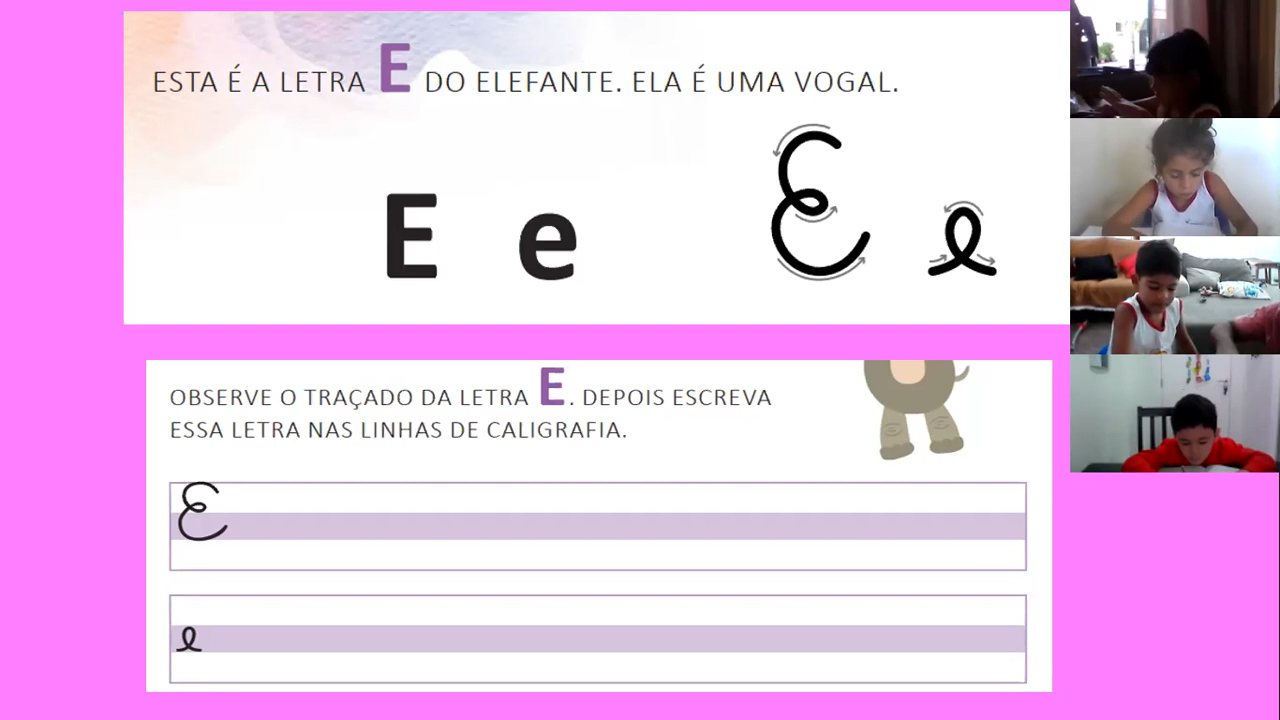 ESTA É A LETRA E DO ELEFANTE. ELA É UMA VOGAL.
E e E e
OBSERVE O TRAÇADO DA LETRA E. DEPOIS ESCREVA
ESSA LETRA NAS LINHAS DE CALIGRAFIA.
E
e